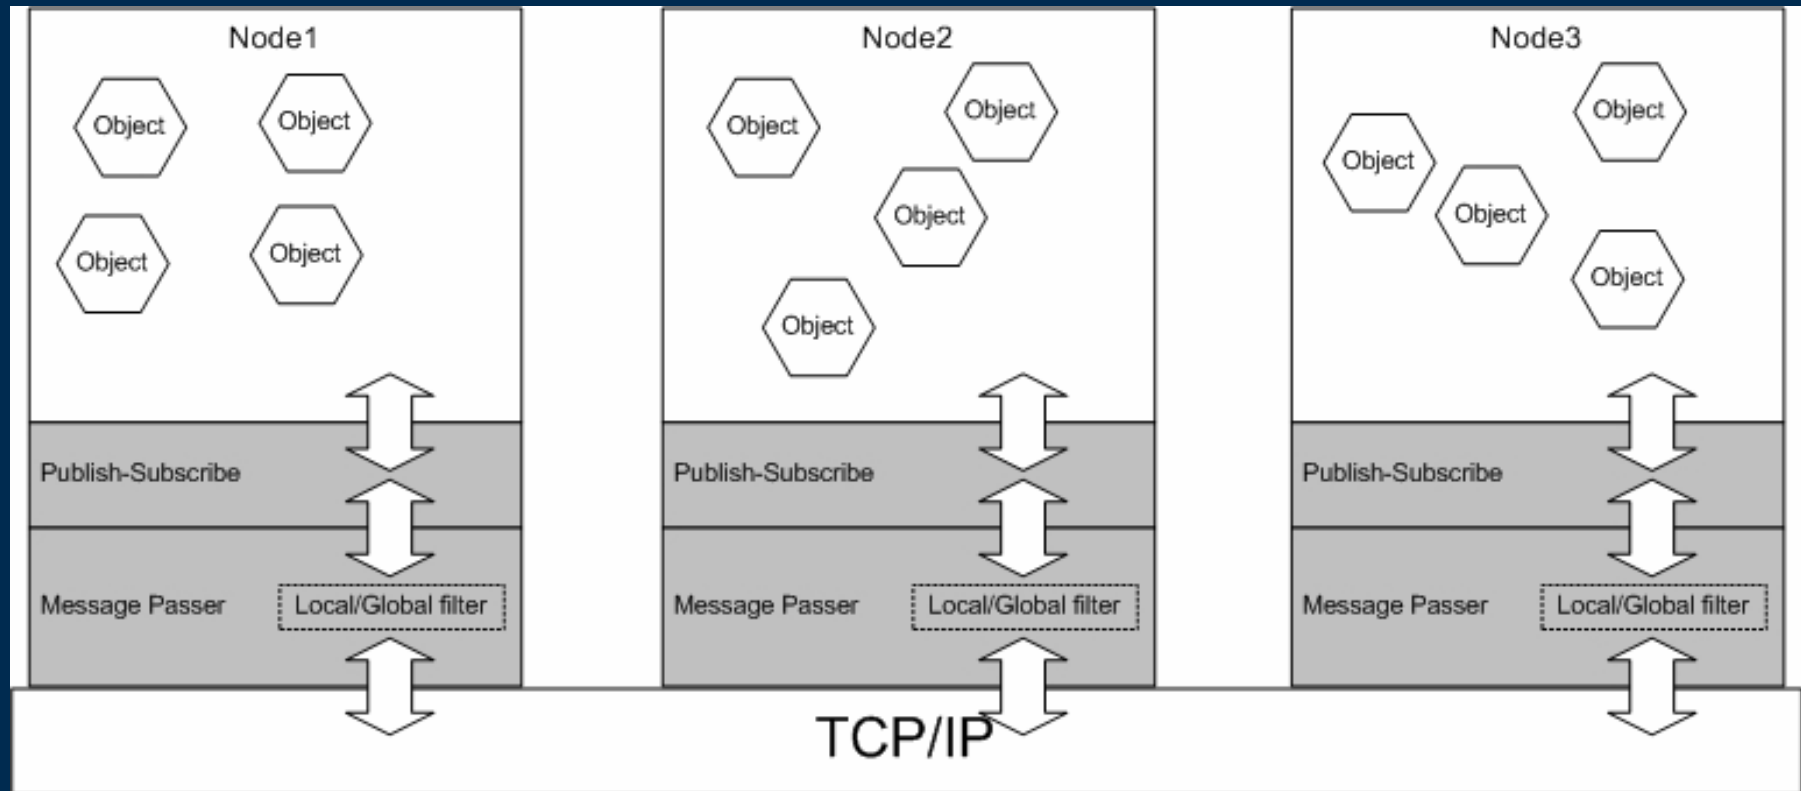 Node1
Object
Object
Object
Object
Publish-Subscribe
Message Passer
Local/Global filter
Node2
Object
Object
Object
Object
Publish-Subscribe
Message Passer
Local/Global filter
Node3
Object
Object
Object
Object
Publish-Subscribe
Message Passer
Local/Global filter
TCP/IP